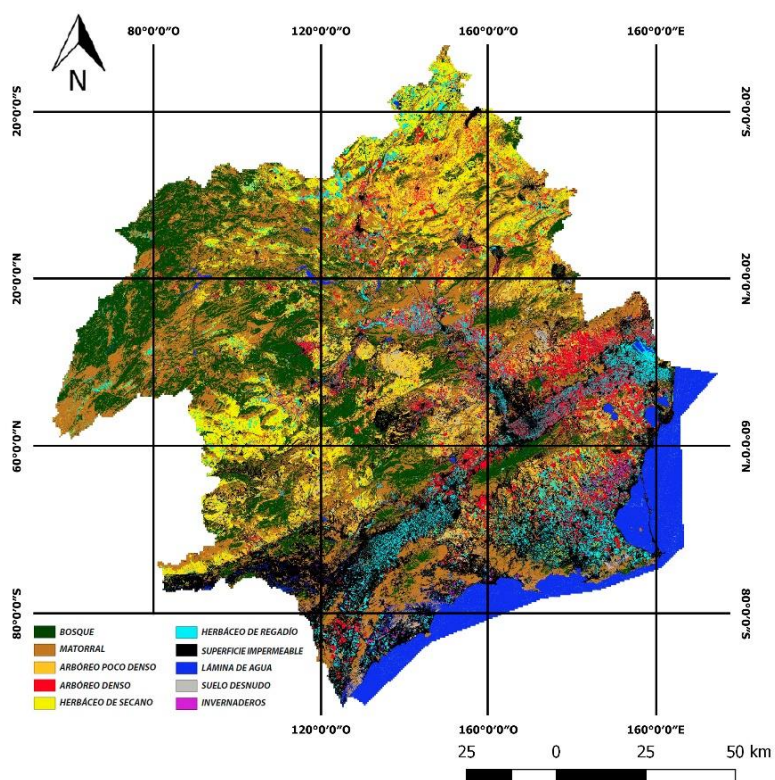 N
80°0'0"O 120°0'0"O 160°0'0"O 160°0'0"E
20°0'0"S 20°0'0"S
20°0'0"N 20°0'0"N
60°0'0"N 60°0'0"N
80°0'0"S 80°0'0"S
BOSQUE
MATORRAL
ARBÓREO POCO DENSO
ARBÓREO DENSO
HERBÁCEO DE SECANO
HERBÁCEO DE REGADÍO
SUPERFICIE IMPERMEABLE
LÁMINA DE AGUA
SUELO DESNUDO
INVERNADEROS
120°0'0"O 160°0'0"O 160°0'0"E
25 0 25 50 km